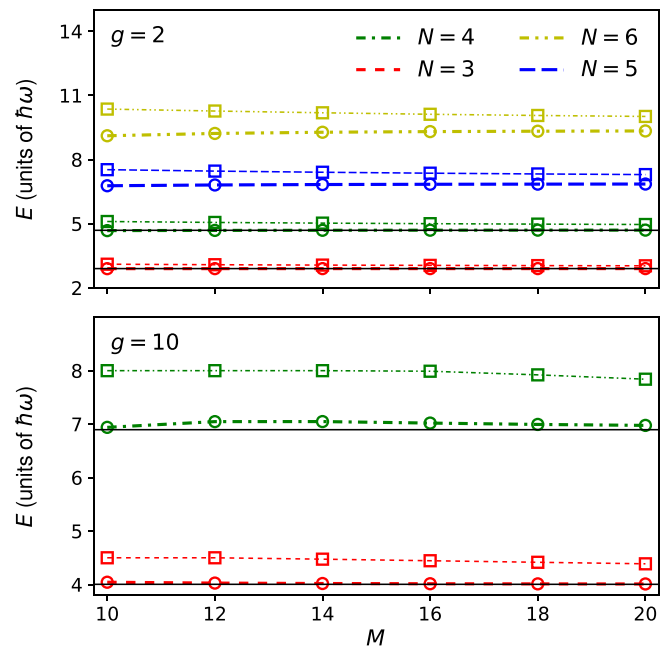 14
11
8
5
2
E (units of ħω)
g = 2
N = 4
N = 6
N = 3
N = 5
8
7
6
5
4
E (units of ħω)
g = 10
10 12 14 16 18 20
M